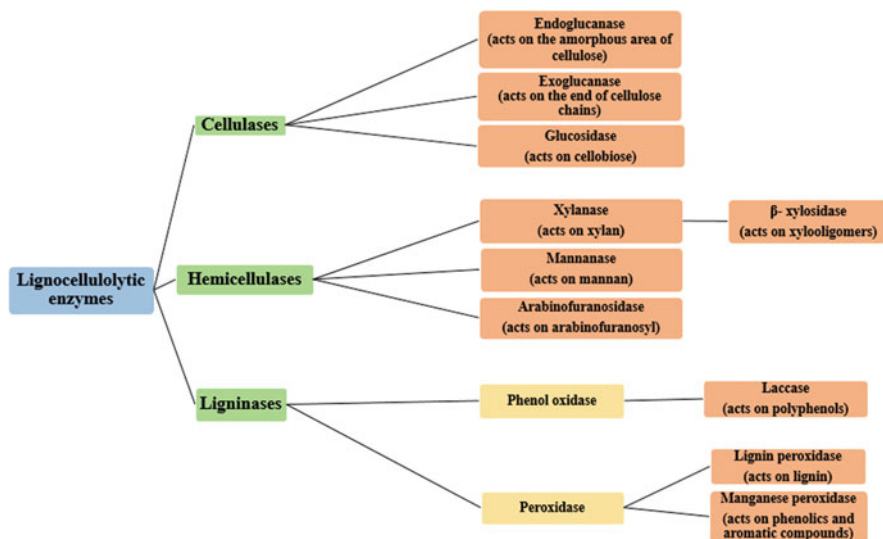 Endoglucanase
(acts on the amorphous area of
cellulose)
Exoglucanase
(acts on the end of cellulose
chains)
Cellulases
Glucosidase
(acts on cellobiose)
Xylanase
(acts on xylan)
β- xylosidase
(acts on xylooligomers)
Lignocellulolytic
enzymes
Hemicellulases
Mannanase
(acts on mannan)
Arabinofuranosidase
(acts on arabinofuranosyl)
Ligninases
Phenol oxidase
Laccase
(acts on polyphenols)
Peroxidase
Lignin peroxidase
(acts on lignin)
Manganese peroxidase
(acts on phenolics and
aromatic compounds)